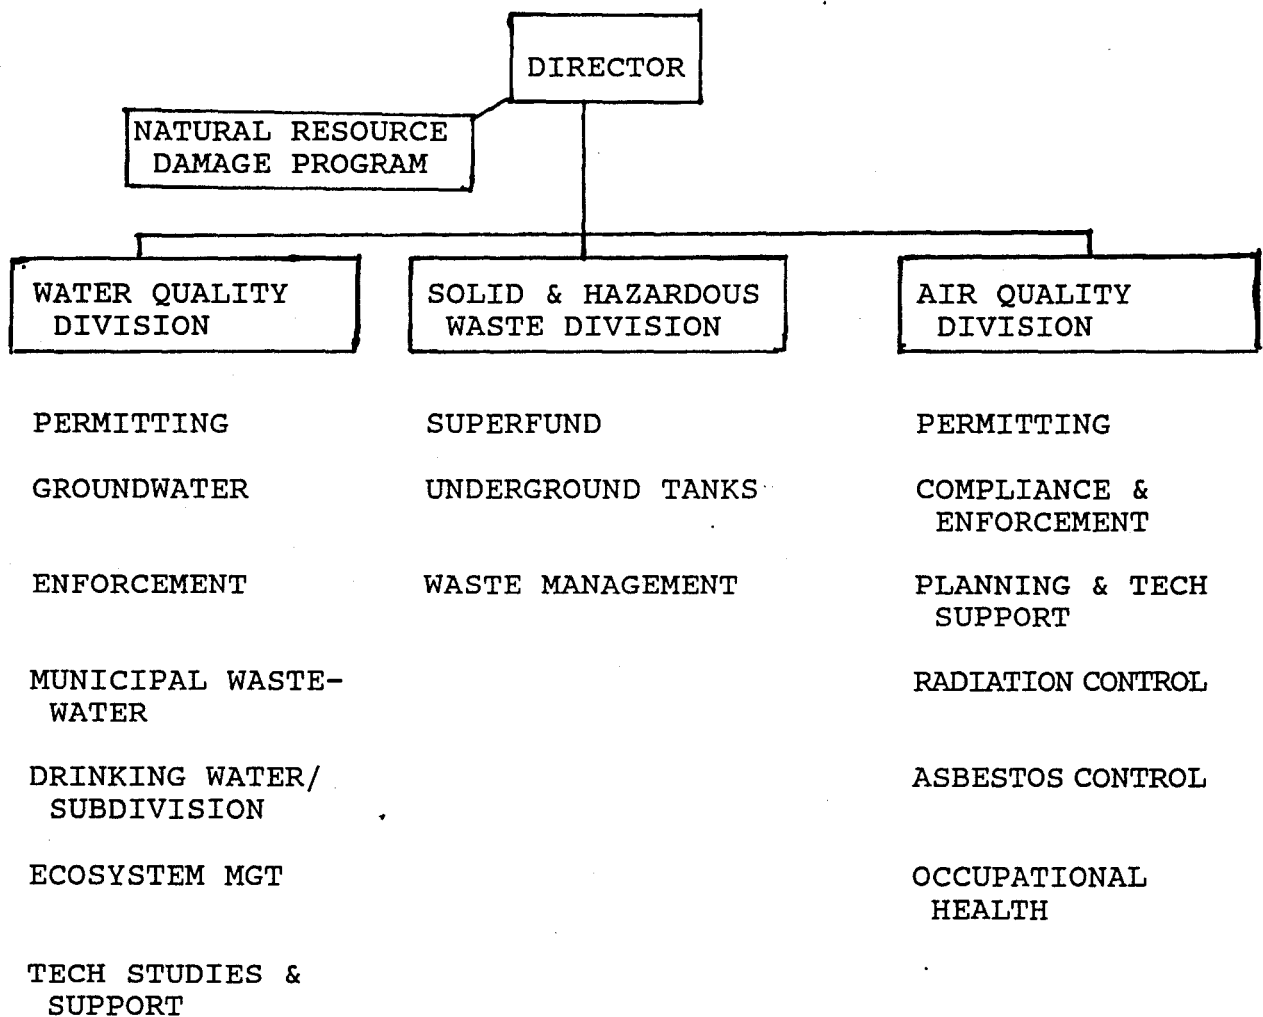 DIRECTOR
NATURAL RESOURCE
DAMAGE PROGRAM
WATER QUALITY
DIVISION
SOLID & HAZARDOUS
WASTE DIVISION
AIR QUALITY
DIVISION
PERMITTING
GROUNDWATER
ENFORCEMENT
MUNICIPAL WASTE-
WATER
DRINKING WATER/
SUBDIVISION
ECOSYSTEM MGT
TECH STUDIES &
SUPPORT
SUPERFUND
UNDERGROUND TANKS
WASTE MANAGEMENT
PERMITTING
COMPLIANCE &
ENFORCEMENT
PLANNING & TECH
SUPPORT
RADIATION CONTROL
ASBESTOS CONTROL
OCCUPATIONAL
HEALTH